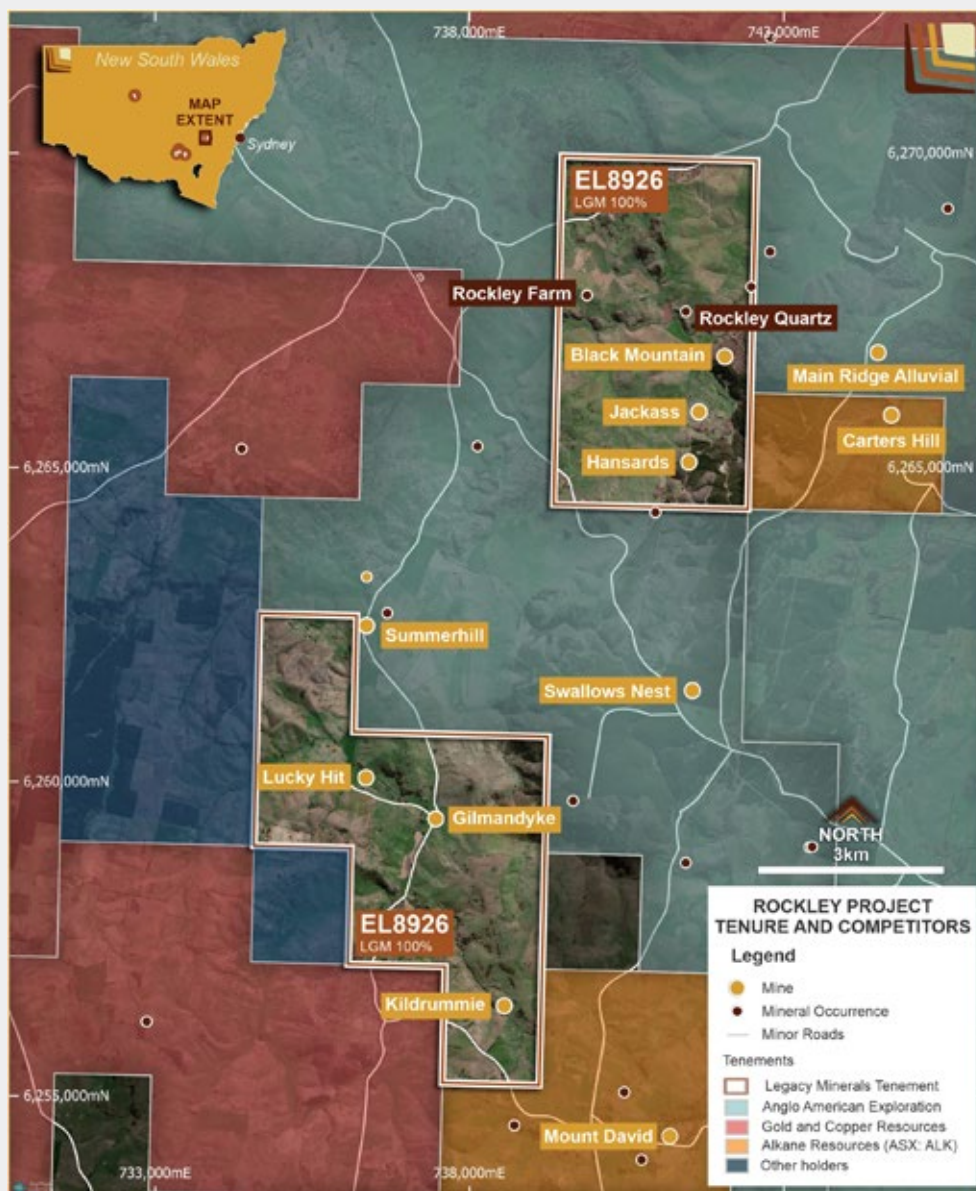 738,000mE
743,000mE
New South Wales
MAP
EXTENT
Sydney
6,270,000mN
EL8926
LGM 100%
Rockley Farm
Rockley Quartz
Black Mountain
Main Ridge Alluvial
Jackass
Carters Hill
Hansards
6,265,000mN
6,265,000mN
Summerhill
Swallows Nest
Lucky Hit
6,260,000mN
Gilmandyke
NORTH
3km
EL8926
LGM 100%
Kildrummie
6,255,000mN
Mount David
733,000mE
738,000mE
ROCKLEY PROJECT
TENURE AND COMPETITORS
Legend
Mine
Mineral Occurrence
Minor Roads
Tenements
Legacy Minerals Tenement
Anglo American Exploration
Gold and Copper Resources
Alkane Resources (ASX: ALK)
Other holders